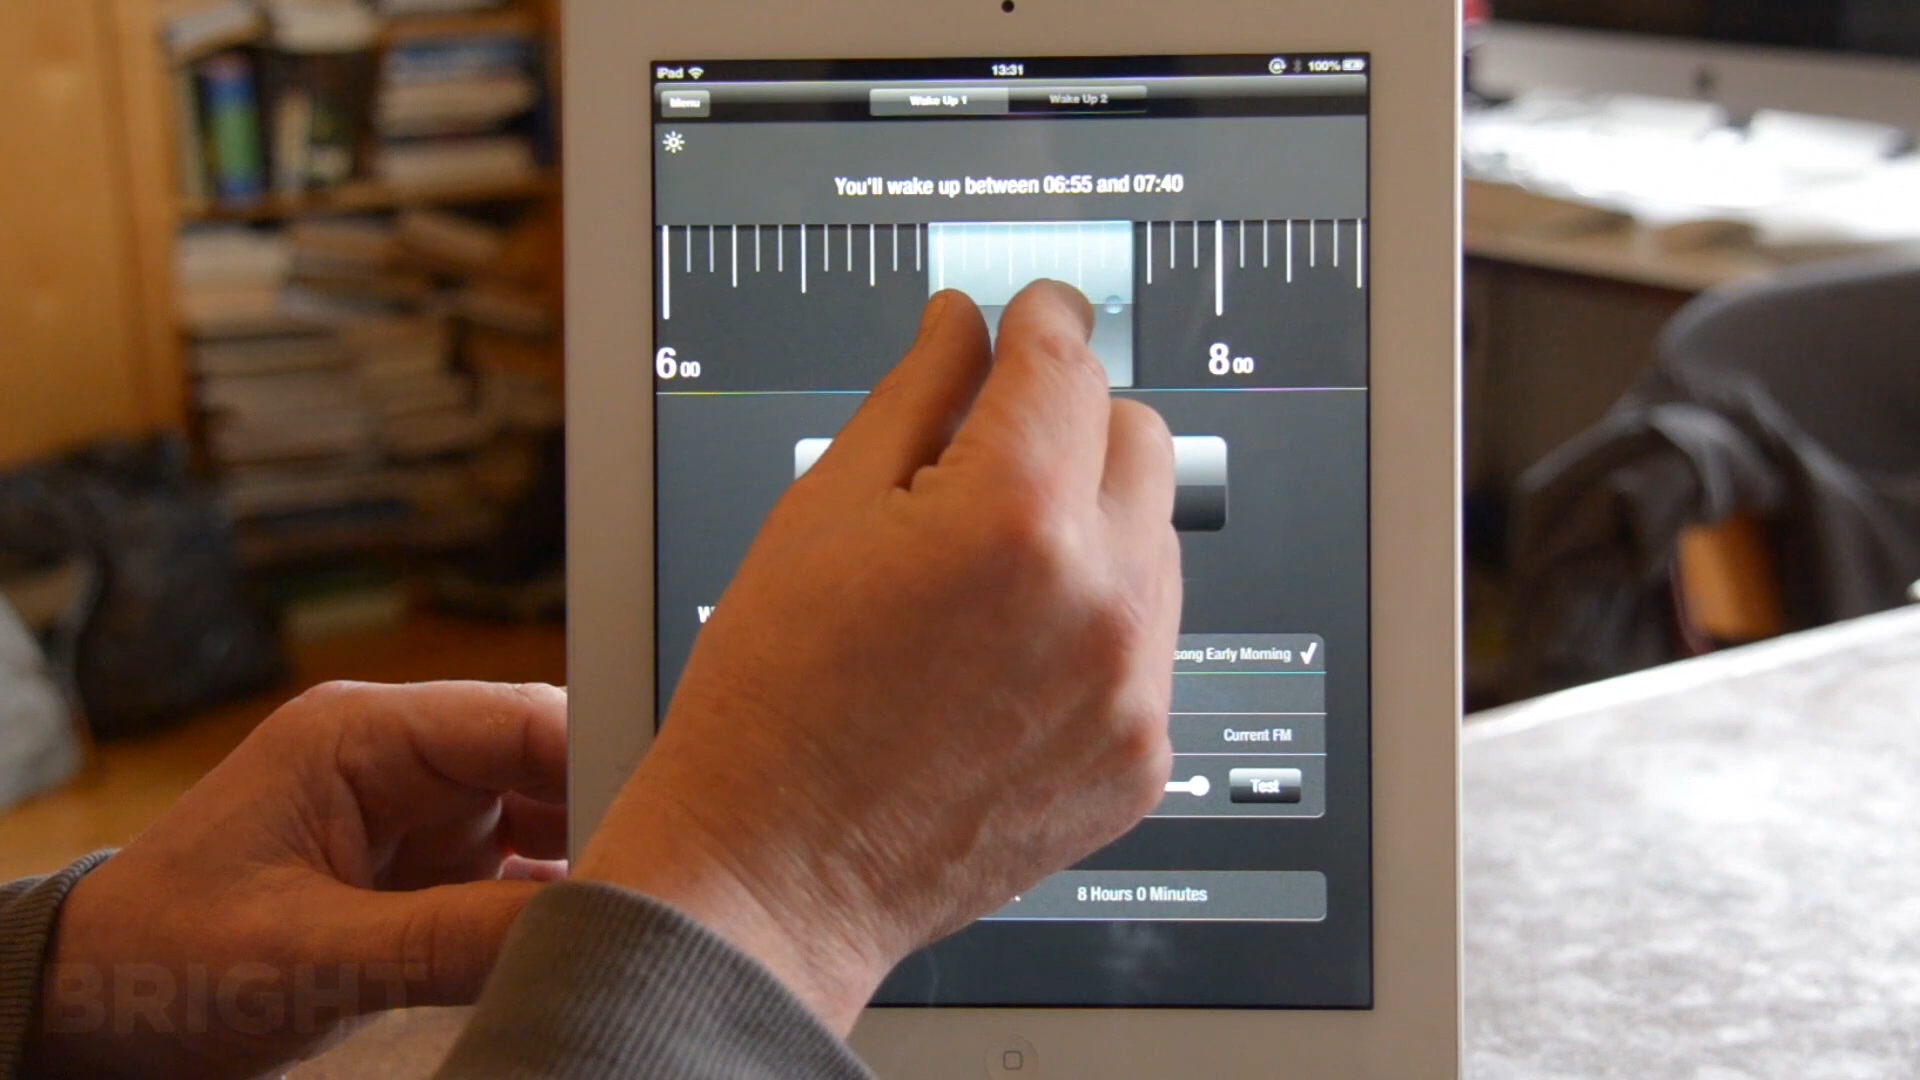 iPad
13:31
100%
Menu
Wake Up 1
Wake Up 2
You'll wake up between 06:55 and 07:40
6 00
8 00
song Early Morning
Current FM
Test
8 Hours 0 Minutes
BRIGHT